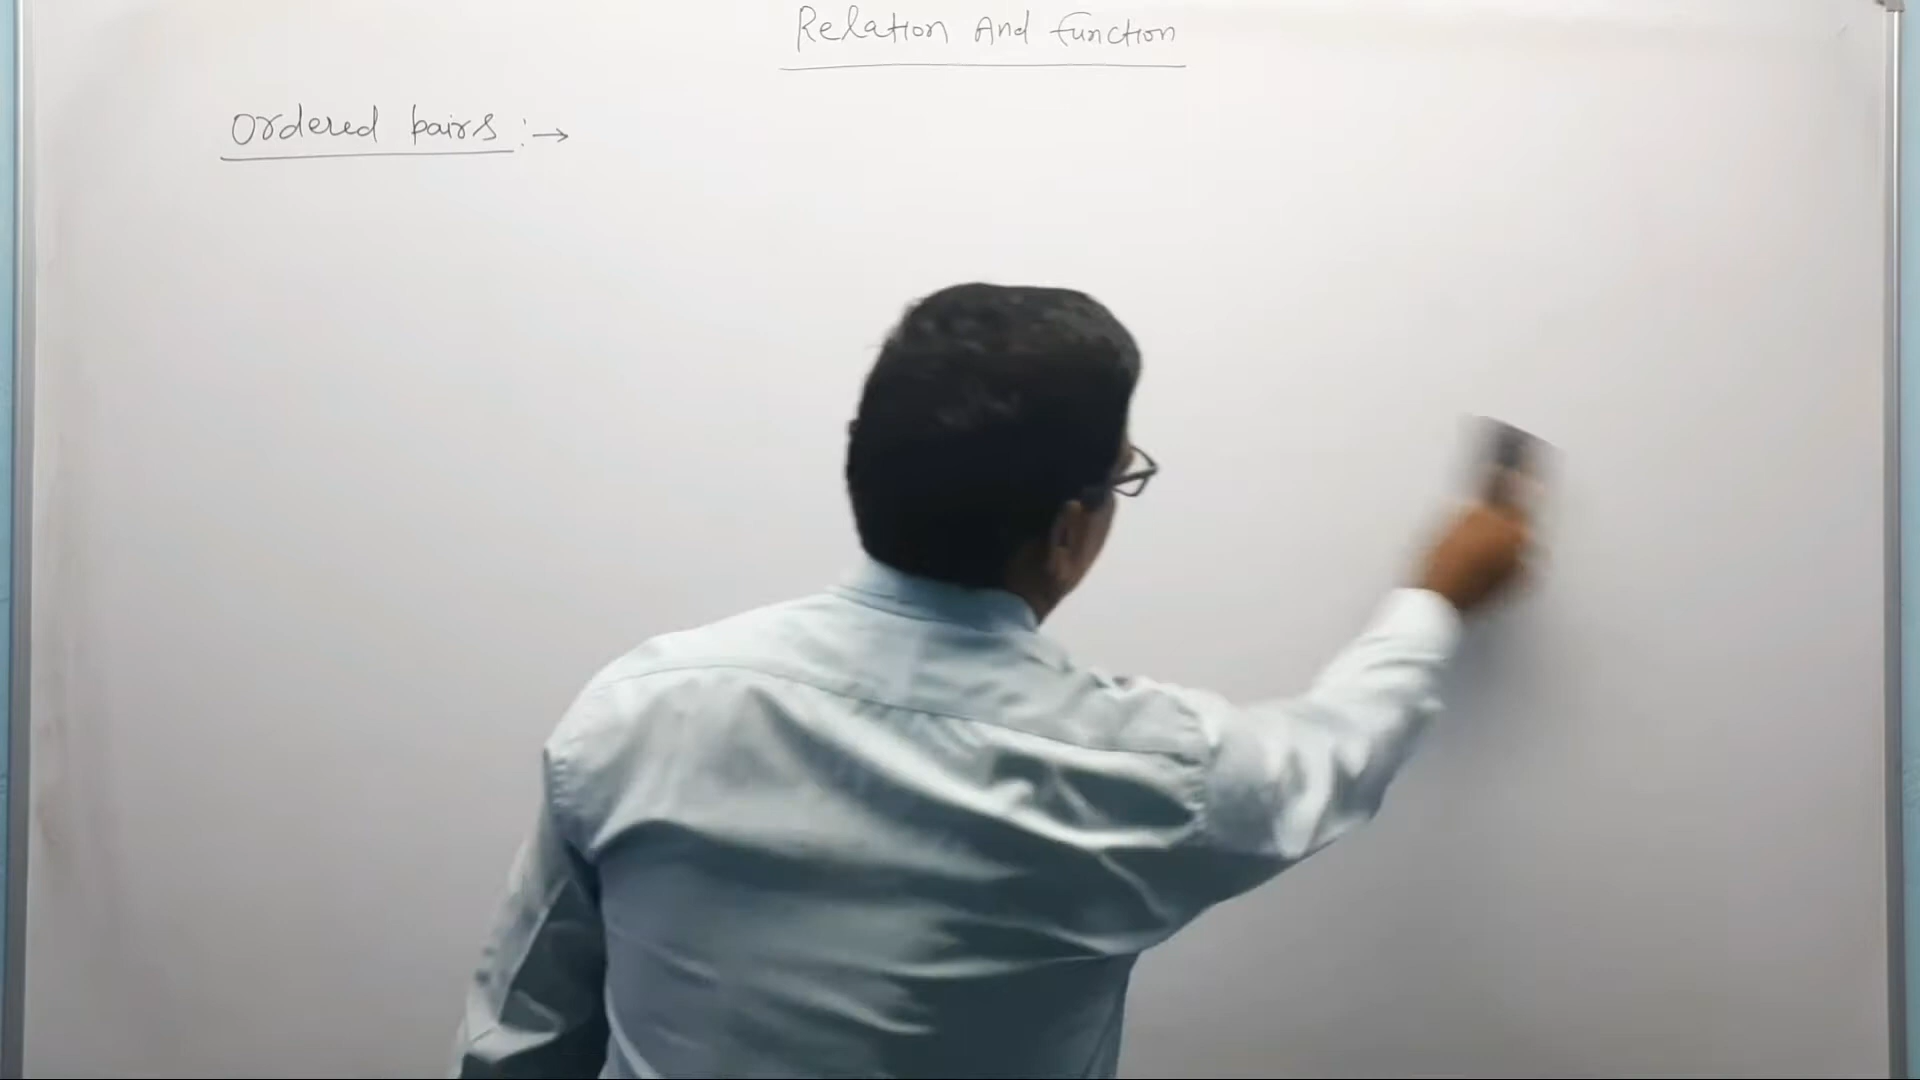 Relation And function
Ordered pairs :→